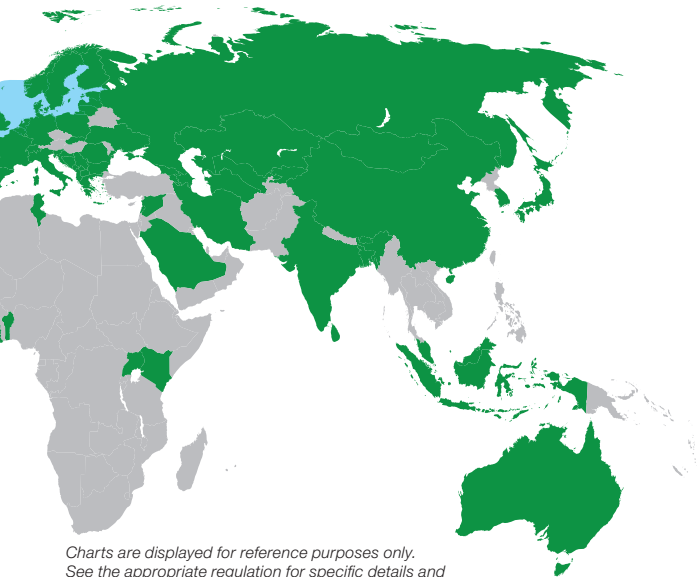 Charts are displayed for reference purposes only.
See the appropriate regulation for specific details and